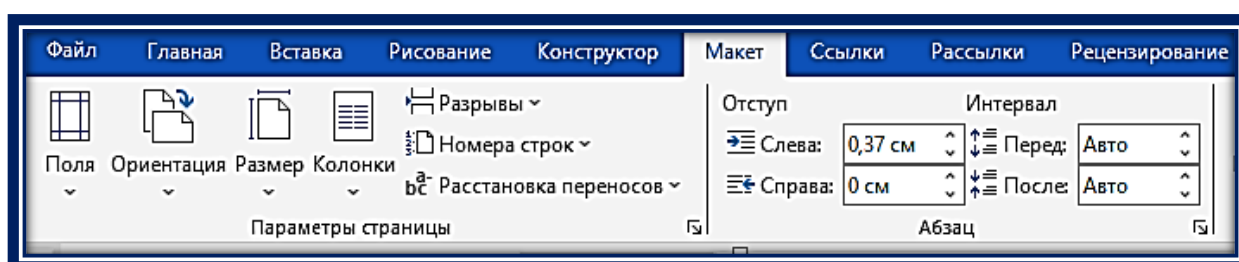 Файл Главная Вставка Рисование Конструктор Макет Ссылки Рассылки Рецензирование
Поля Ориентация Размер Колонки
Разрывы
Номера строк
Расстановка переносов
Параметры страницы
Отступ Интервал
Слева: 0,37 см Перед: Авто
Справа: 0 см После: Авто
Абзац